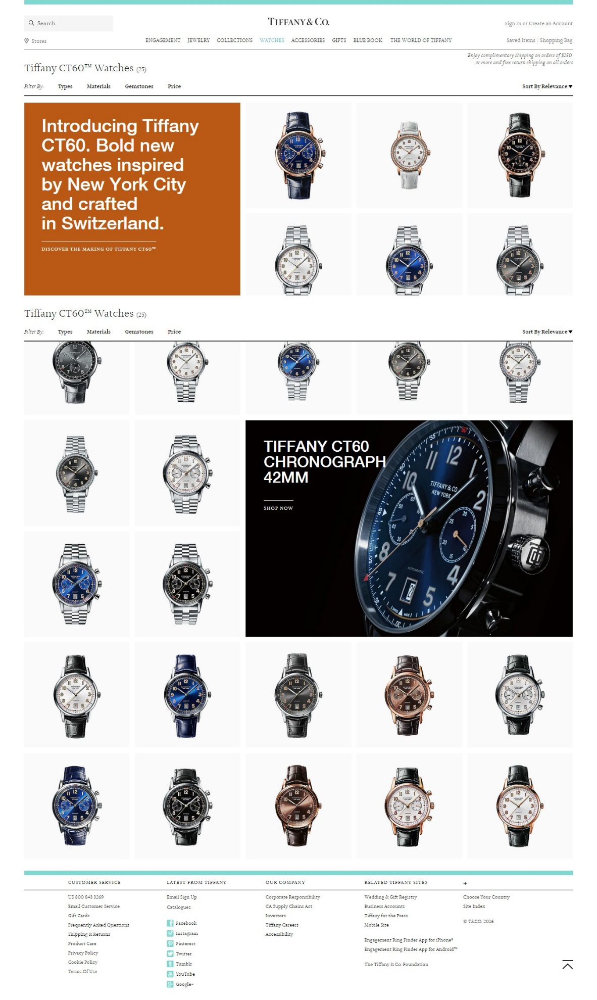 Search
TIFFANY & CO.
Sign In or Create an Account
Stores
ENGAGEMENT JEWELRY COLLECTIONS WATCHES ACCESSORIES GIFTS BLUE BOOK THE WORLD OF TIFFANY
Saved Items / Shopping Bag
Enjoy complimentary shipping on orders of $150
or more and free return shipping on all orders
Tiffany CT60™ Watches (25)
Filter By: Types Materials Gemstones Price
Sort By Relevance
Introducing Tiffany
CT60. Bold new
watches inspired
by New York City
and crafted
in Switzerland.
DISCOVER THE MAKING OF TIFFANY CT60™
Tiffany CT60™ Watches (25)
Filter By: Types Materials Gemstones Price
Sort By Relevance
TIFFANY CT60
CHRONOGRAPH
42MM
SHOP NOW
TIFFANY & CO.
NEW YORK
AUTOMATIC
SWISS MADE
CUSTOMER SERVICE
US 800 843 3269
Email Customer Service
Gift Cards
Frequently Asked Questions
Shipping & Returns
Product Care
Privacy Policy
Cookie Policy
Terms Of Use
LATEST FROM TIFFANY
Email Sign Up
Catalogues
Facebook
Instagram
Pinterest
Twitter
Tumblr
YouTube
Google+
OUR COMPANY
Corporate Responsibility
CA Supply Chains Act
Investors
Tiffany Careers
Accessibility
RELATED TIFFANY SITES
Wedding & Gift Registry
Business Accounts
Tiffany for the Press
Mobile Site
Engagement Ring Finder App for iPhone®
Engagement Ring Finder App for Android™
The Tiffany & Co. Foundation
+
Choose Your Country
Site Index
© T&CO. 2016